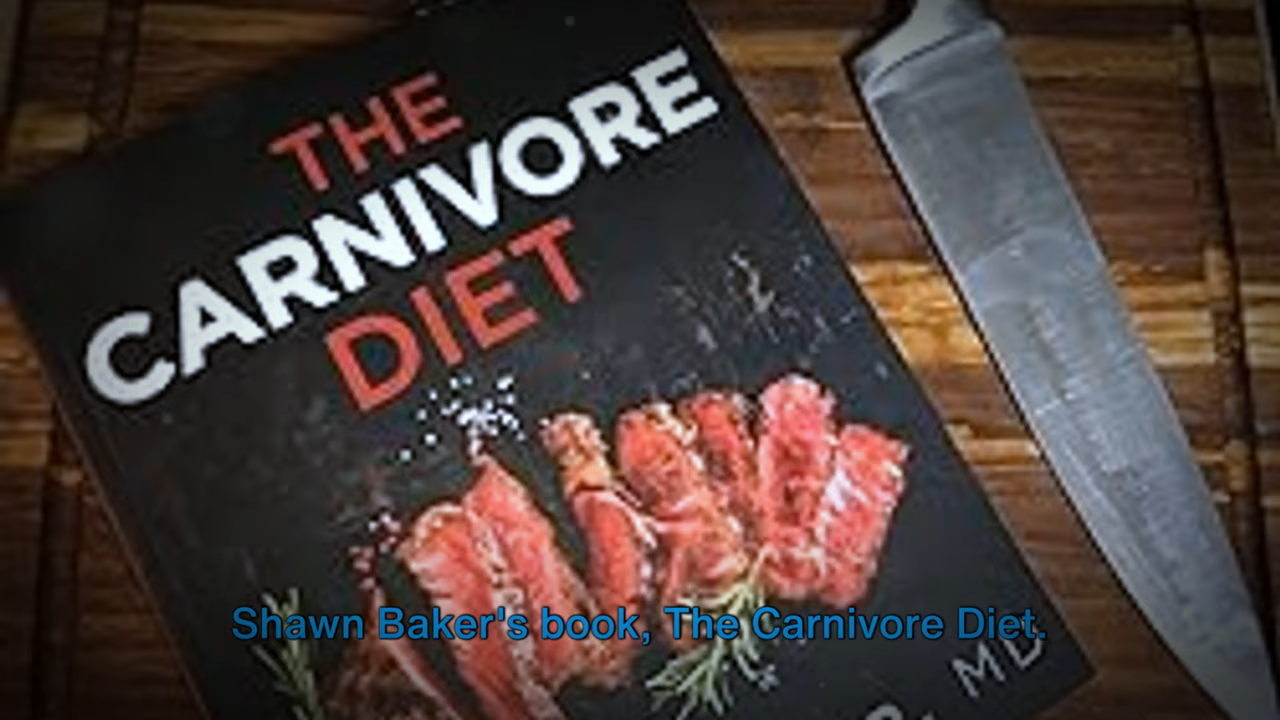 THE
CARNIVORE
DIET
Shawn Baker's book, The Carnivore Diet.
MD